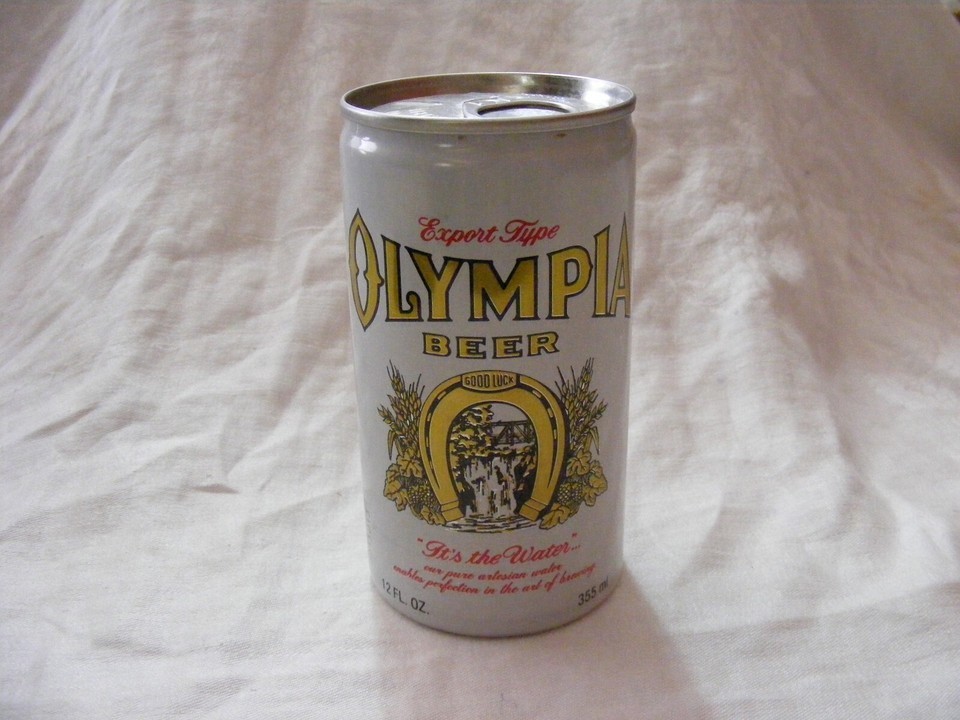 Export Type
OLYMPIA
BEER
GOOD LUCK
"It's the Water"...
our pure artesian water
enables perfection in the art of brewing
12 FL. OZ.
355 ml